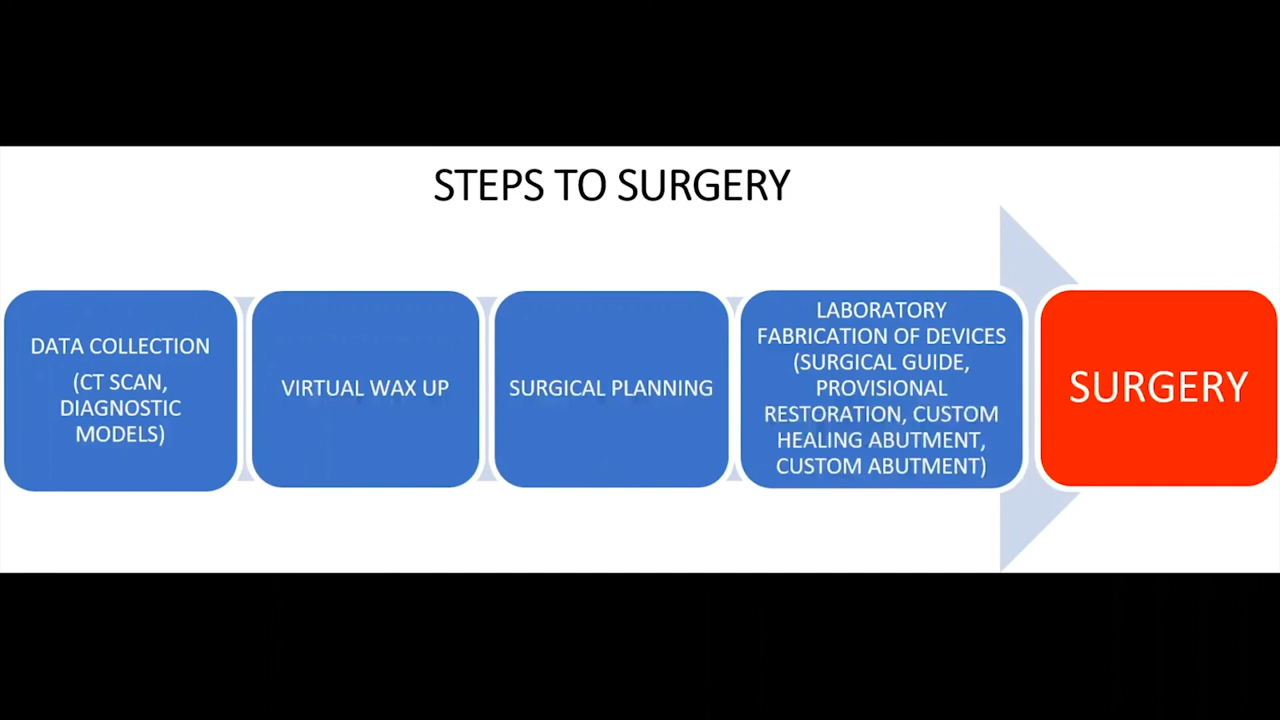 STEPS TO SURGERY
DATA COLLECTION
(CT SCAN,
DIAGNOSTIC
MODELS)
VIRTUAL WAX UP
SURGICAL PLANNING
LABORATORY
FABRICATION OF DEVICES
(SURGICAL GUIDE,
PROVISIONAL
RESTORATION, CUSTOM
HEALING ABUTMENT,
CUSTOM ABUTMENT)
SURGERY